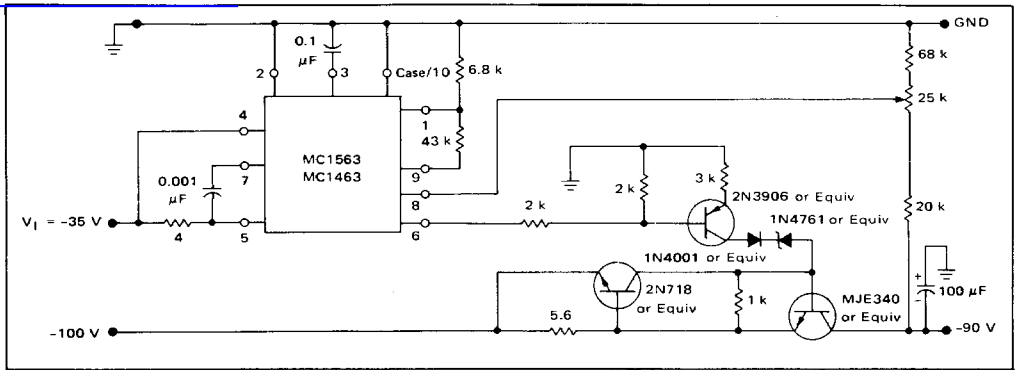 GND
0.1
µF
2
3
Case/10
6.8 k
68 k
25 k
4
1
43 k
MC1563
MC1463
7
9
0.001
µF
8
2 k
3 k
2N3906 or Equiv
20 k
V_I = −35 V
4
5
6
2 k
1N4761 or Equiv
1N4001 or Equiv
2N718
or Equiv
1 k
MJE340
or Equiv
+
100 µF
−
−100 V
5.6
−90 V